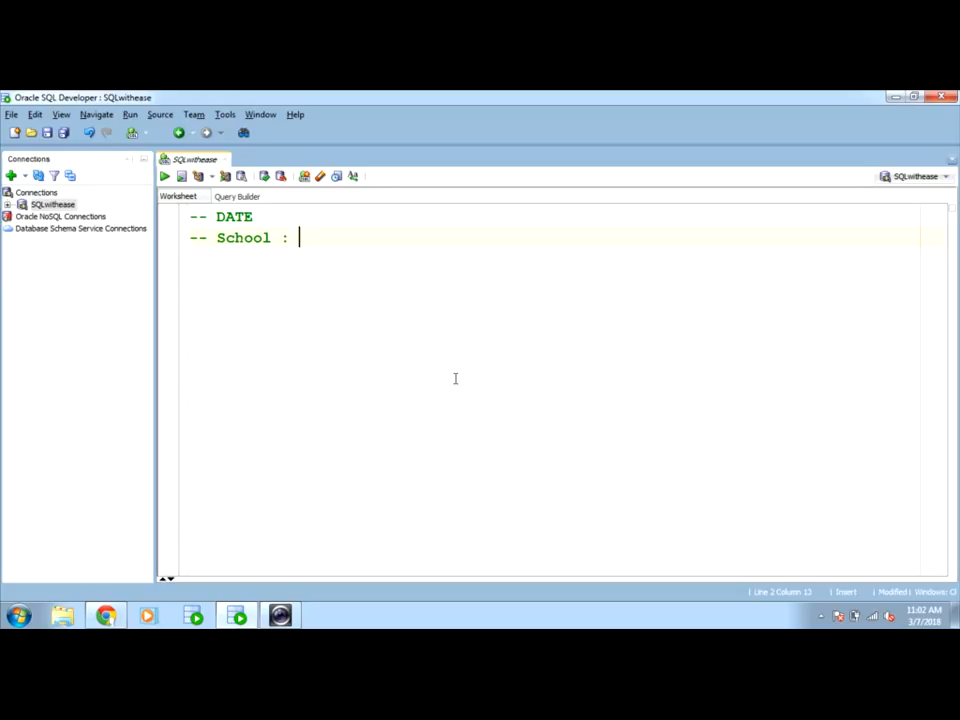 Oracle SQL Developer : SQLwithease
File Edit View Navigate Run Source Team Tools Window Help
Connections
SQLwithease
SQLwithease
Connections
SQLwithease
Oracle NoSQL Connections
Database Schema Service Connections
Worksheet Query Builder
-- DATE
-- School :
Line 2 Column 13 Insert Modified Windows: Cl
11:02 AM
3/7/2018